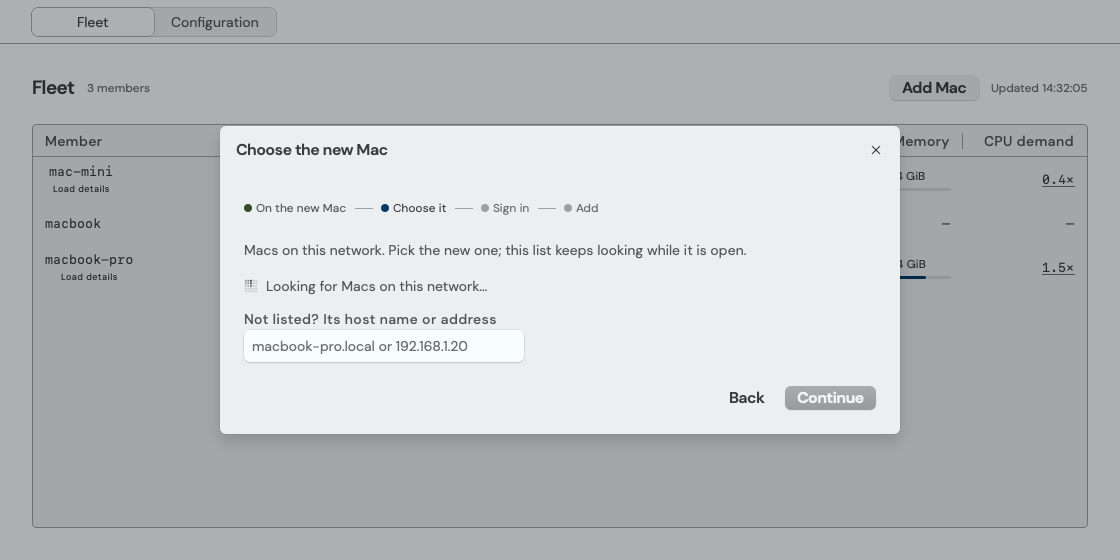 Fleet Configuration
Fleet 3 members Add Mac Updated 14:32:05
Member Memory CPU demand
Choose the new Mac ×
mac-mini GiB 0.4×
Load details
On the new Mac — Choose it — Sign in — Add
macbook — —
Macs on this network. Pick the new one; this list keeps looking while it is open.
macbook-pro GiB 1.5×
Load details
Looking for Macs on this network…
Not listed? Its host name or address
macbook-pro.local or 192.168.1.20
Back Continue